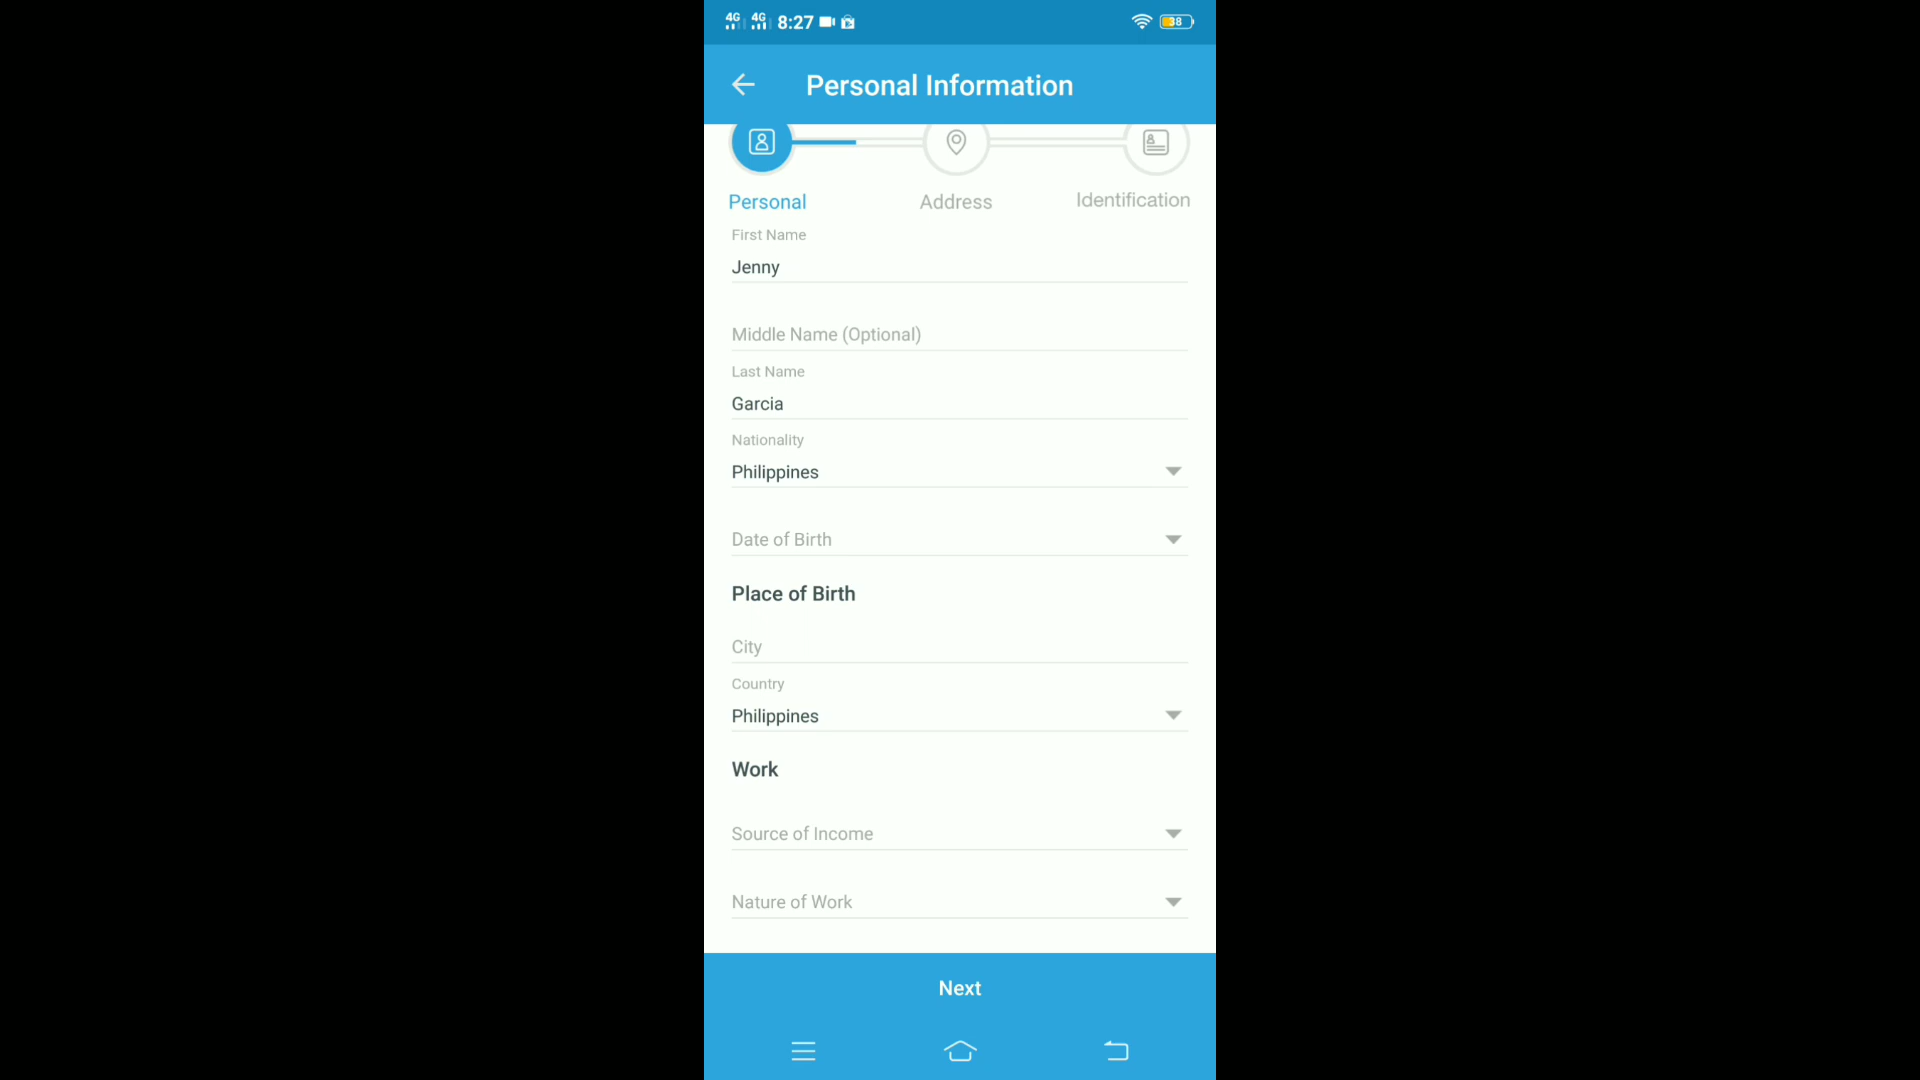 4G 4G 8:27 38
Personal Information
Personal Address Identification
First Name
Jenny
Middle Name (Optional)
Last Name
Garcia
Nationality
Philippines
Date of Birth
Place of Birth
City
Country
Philippines
Work
Source of Income
Nature of Work
Next